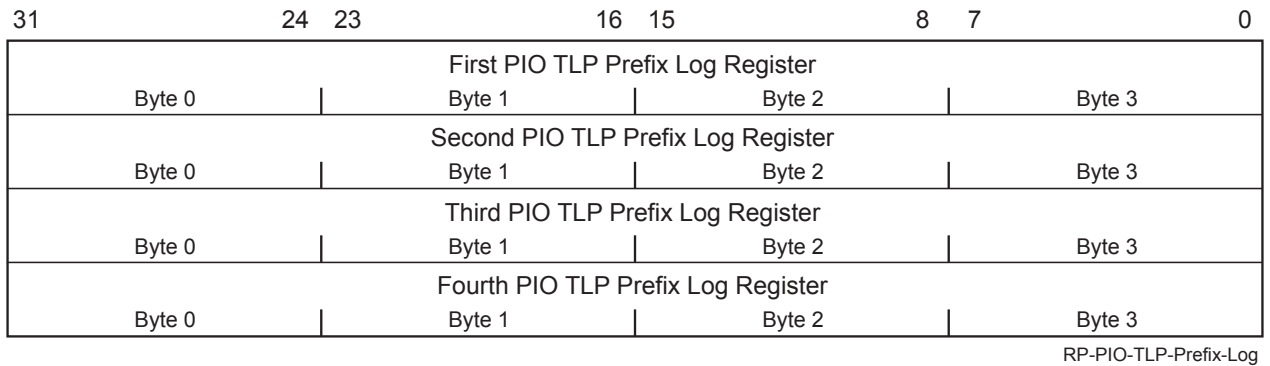 31 24 23 16 15 8 7 0
First PIO TLP Prefix Log Register
Byte 0 Byte 1 Byte 2 Byte 3
Second PIO TLP Prefix Log Register
Byte 0 Byte 1 Byte 2 Byte 3
Third PIO TLP Prefix Log Register
Byte 0 Byte 1 Byte 2 Byte 3
Fourth PIO TLP Prefix Log Register
Byte 0 Byte 1 Byte 2 Byte 3
RP-PIO-TLP-Prefix-Log